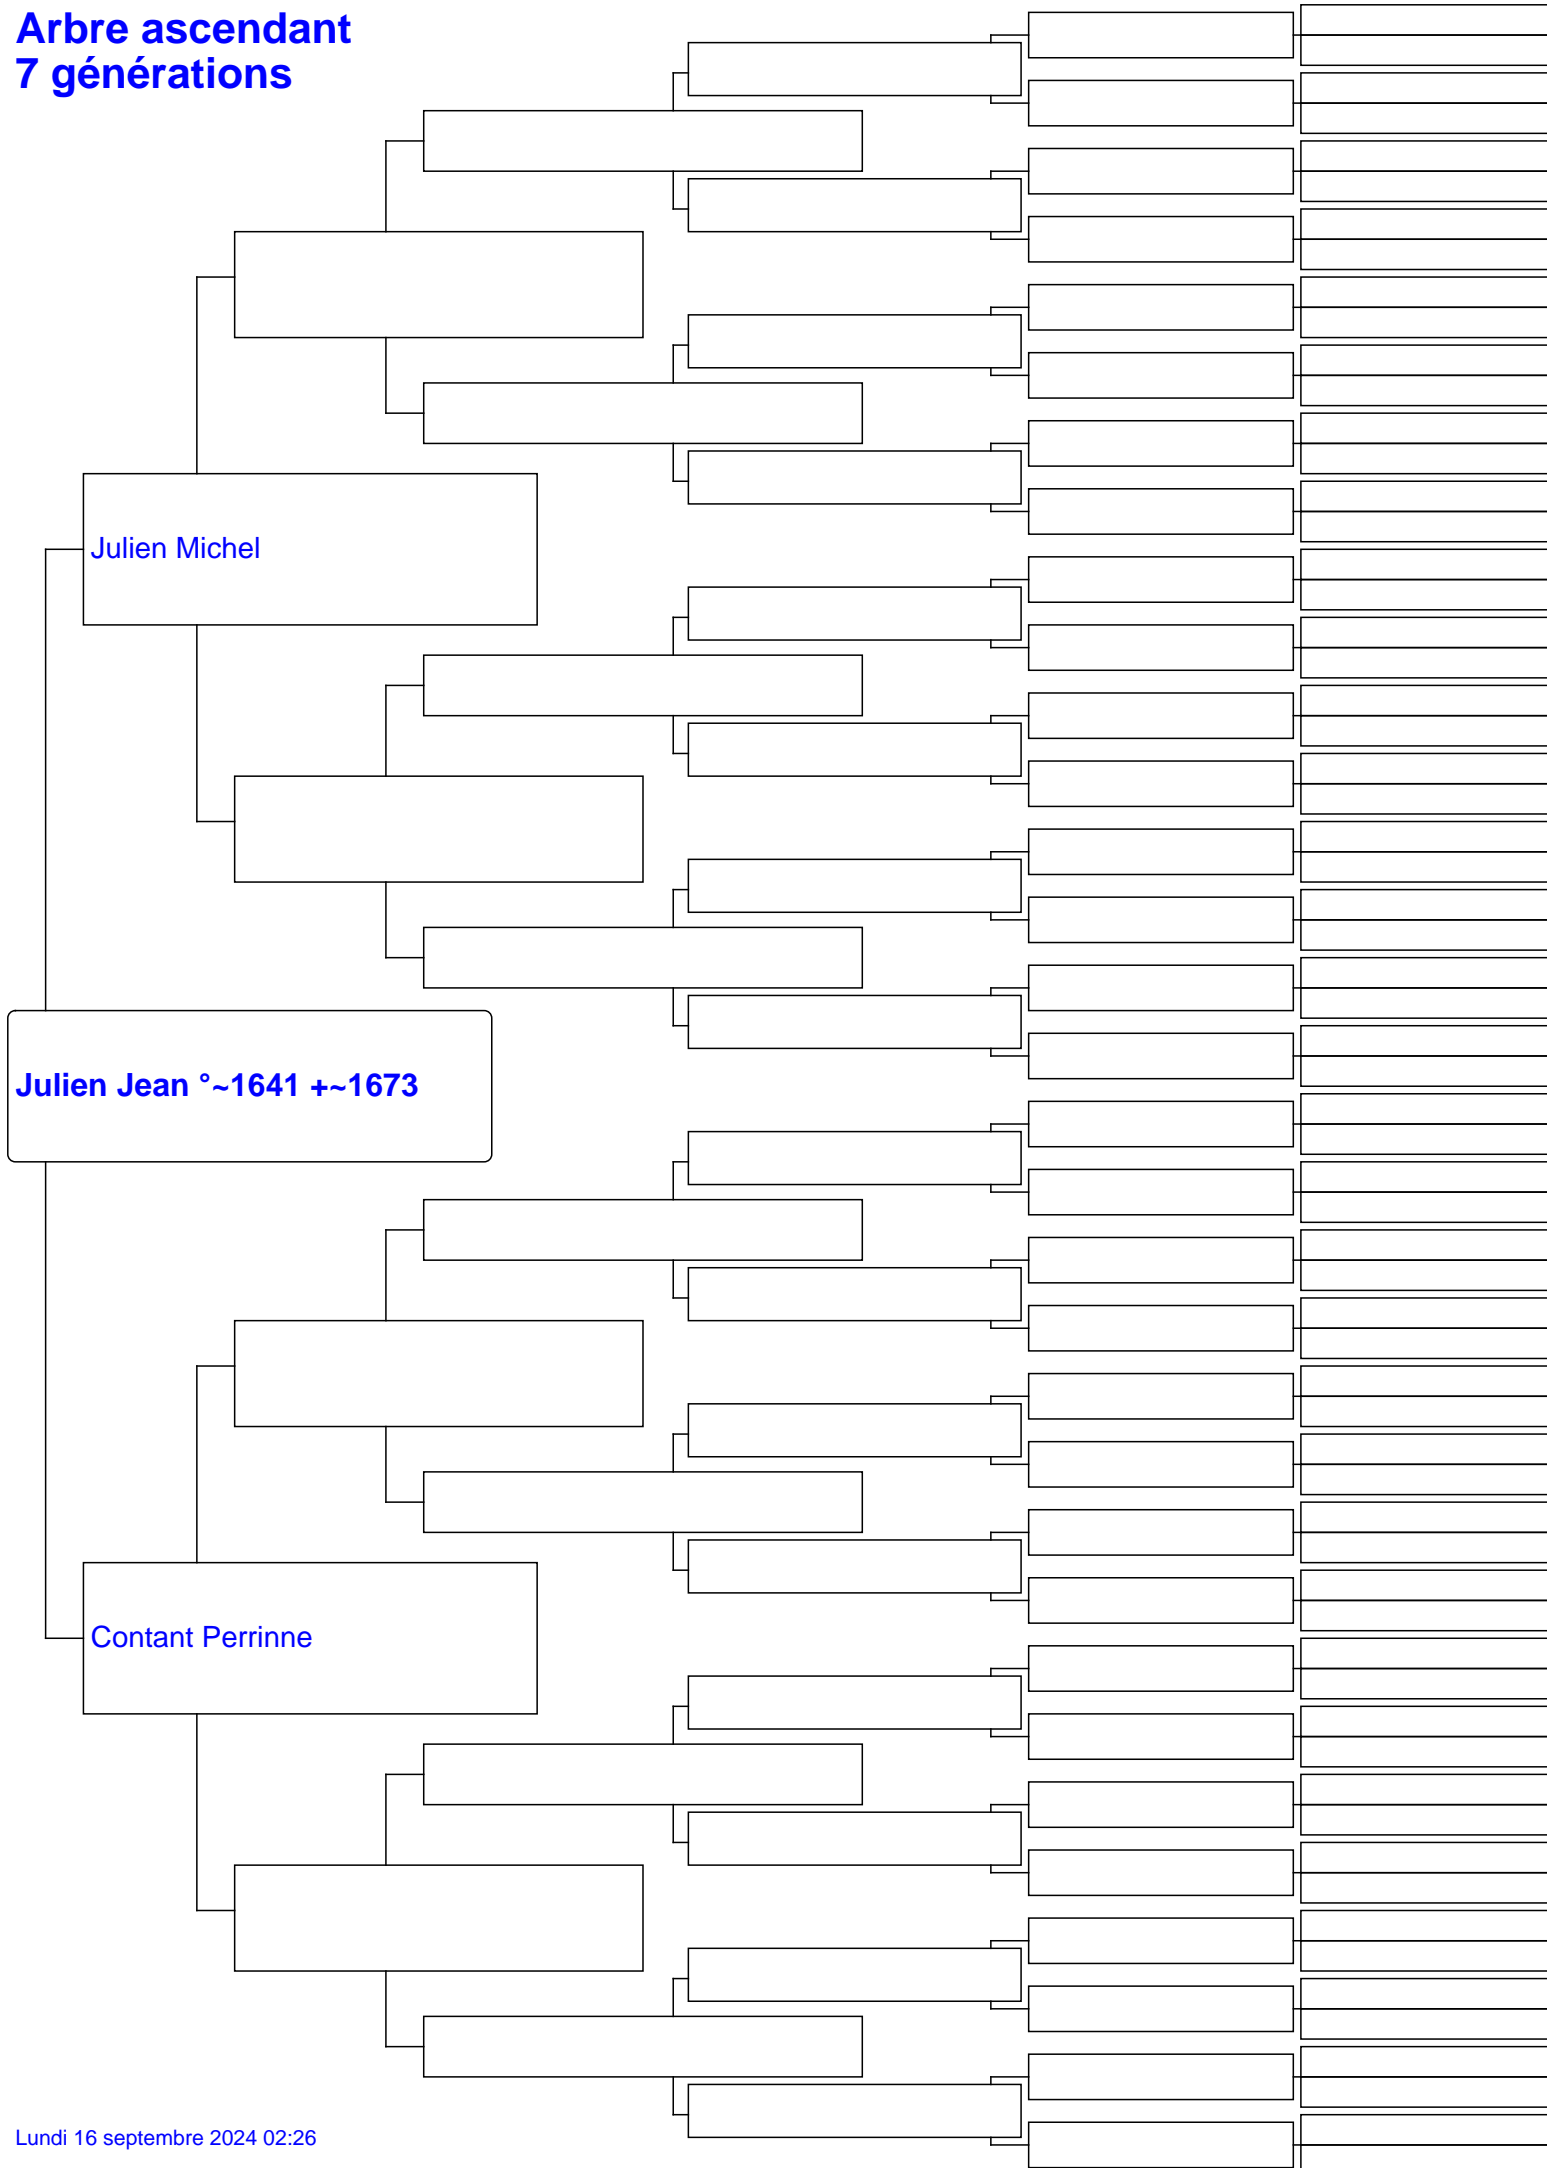 Arbre ascendant
7 générations
Julien Michel
Julien Jean °~1641 +~1673
Contant Perrinne
Lundi 16 septembre 2024 02:26